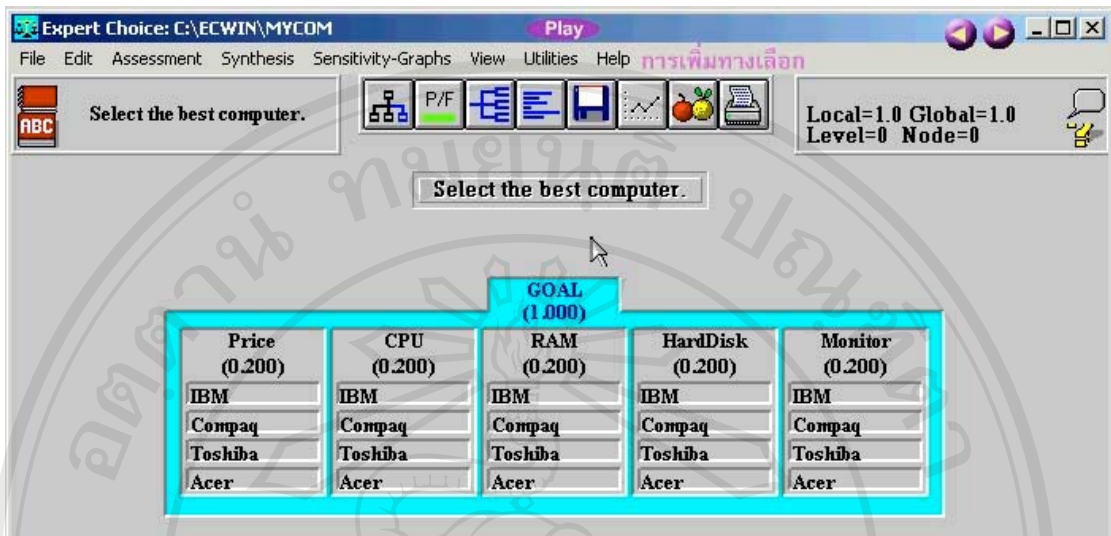 Expert Choice: C:\ECWIN\MYCOM Play
File Edit Assessment Synthesis Sensitivity-Graphs View Utilities Help การเพิ่มทางเลือก
ABC Select the best computer. P/F Local=1.0 Global=1.0
Level=0 Node=0
Select the best computer.
GOAL
(1.000)
Price CPU RAM HardDisk Monitor
(0.200) (0.200) (0.200) (0.200) (0.200)
IBM IBM IBM IBM IBM
Compaq Compaq Compaq Compaq Compaq
Toshiba Toshiba Toshiba Toshiba Toshiba
Acer Acer Acer Acer Acer